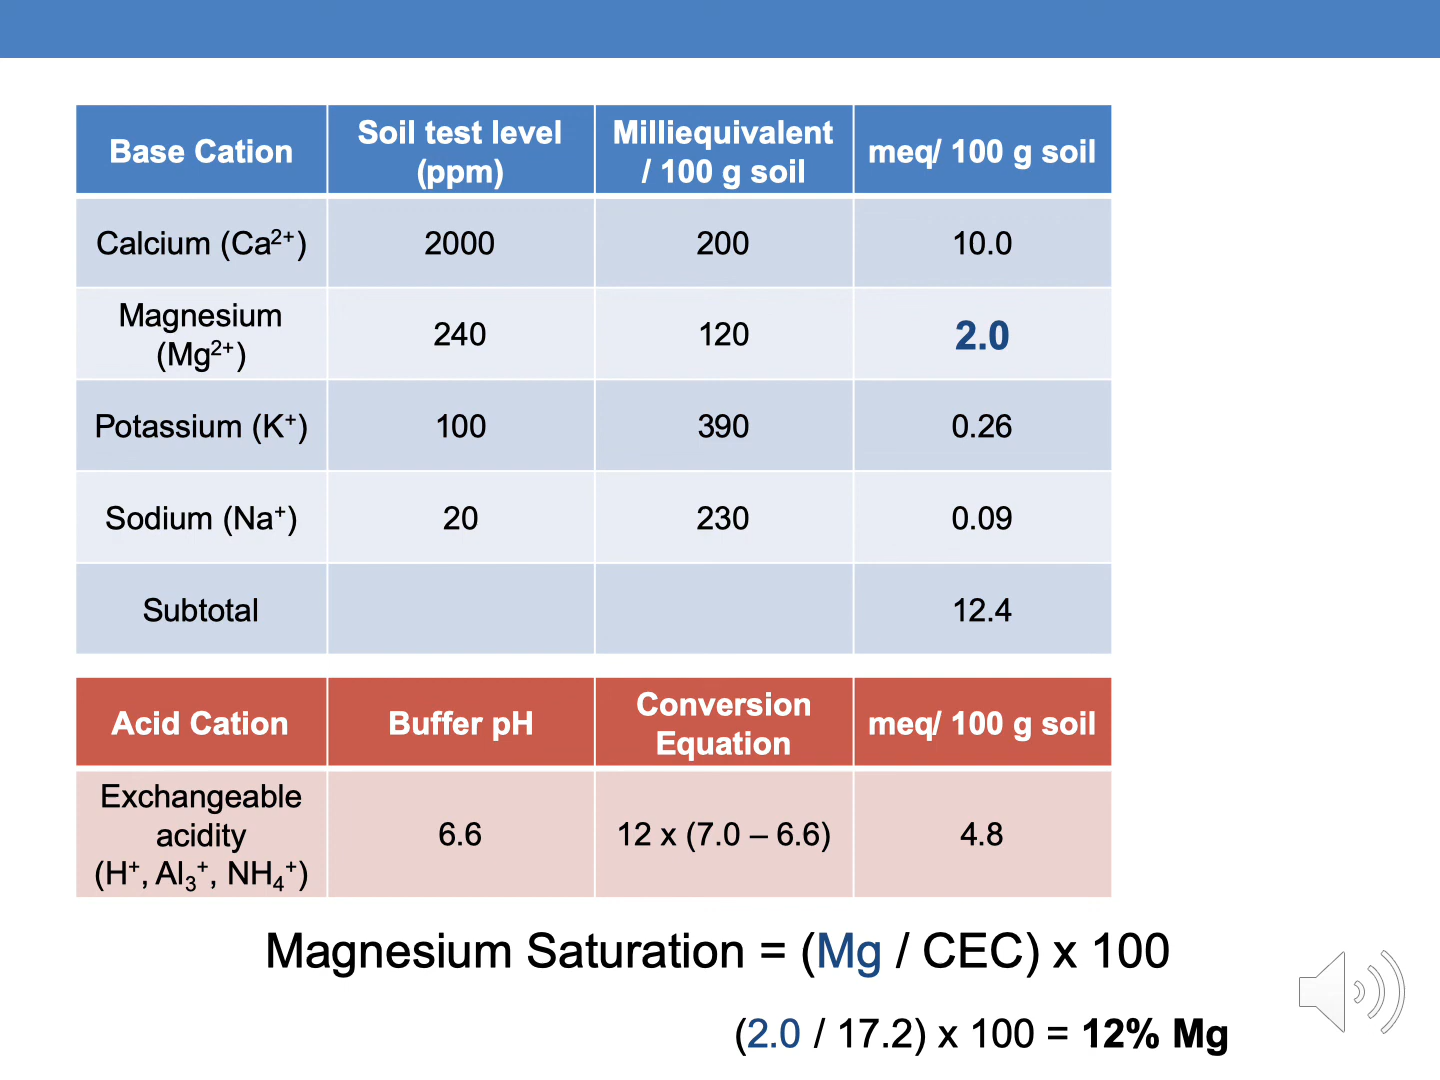 Base Cation
Soil test level
(ppm)
Milliequivalent
/ 100 g soil
meq/ 100 g soil
Calcium (Ca²⁺)
2000
200
10.0
Magnesium
(Mg²⁺)
240
120
2.0
Potassium (K⁺)
100
390
0.26
Sodium (Na⁺)
20
230
0.09
Subtotal
12.4
Acid Cation
Buffer pH
Conversion
Equation
meq/ 100 g soil
Exchangeable
acidity
(H⁺, Al₃⁺, NH₄⁺)
6.6
12 x (7.0 – 6.6)
4.8
Magnesium Saturation = (Mg / CEC) x 100
(2.0 / 17.2) x 100 = 12% Mg